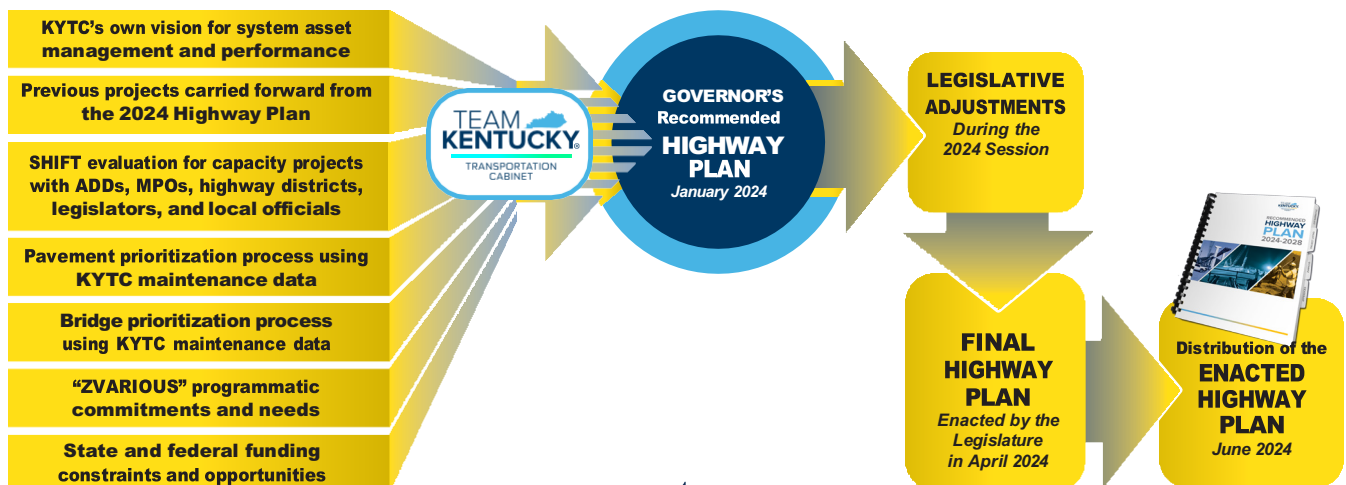 KYTC's own vision for system asset
management and performance
Previous projects carried forward from
the 2024 Highway Plan
SHIFT evaluation for capacity projects
with ADDs, MPOs, highway districts,
legislators, and local officials
Pavement prioritization process using
KYTC maintenance data
Bridge prioritization process
using KYTC maintenance data
“ZVARIOUS” programmatic
commitments and needs
State and federal funding
constraints and opportunities
TEAM
KENTUCKY®
TRANSPORTATION
CABINET
GOVERNOR'S
Recommended
HIGHWAY
PLAN
January 2024
LEGISLATIVE
ADJUSTMENTS
During the
2024 Session
FINAL
HIGHWAY
PLAN
Enacted by the
Legislature
in April 2024
KENTUCKY
RECOMMENDED
HIGHWAY
PLAN
2024-2028
Distribution of the
ENACTED
HIGHWAY
PLAN
June 2024